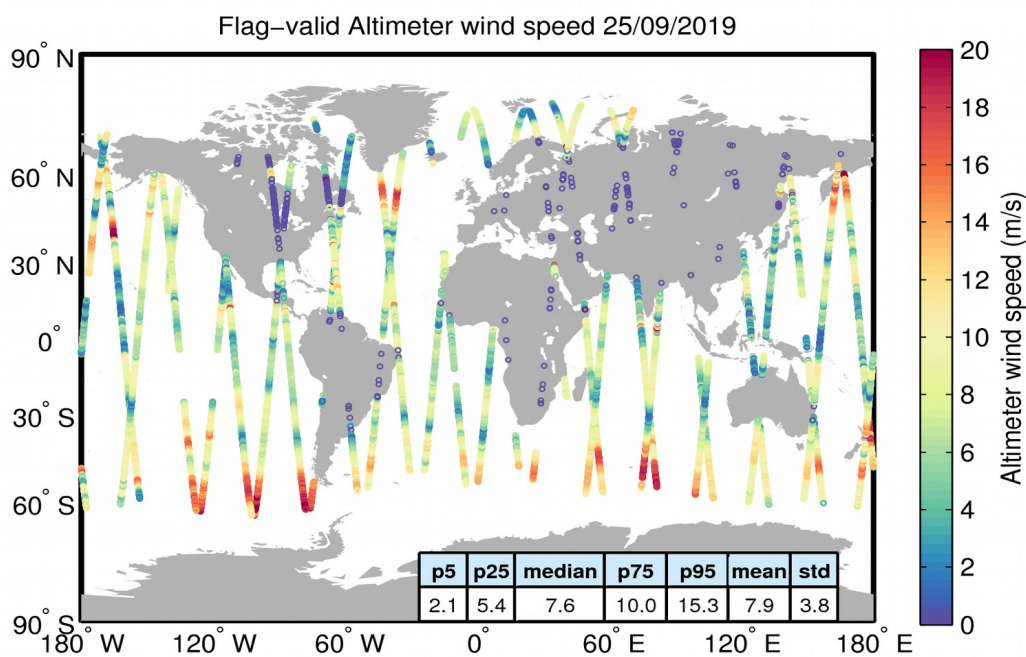 Flag−valid Altimeter wind speed 25/09/2019
90° N
60° N
30° N
0°
30° S
60° S
90° S
180° W
120° W
60° W
0°
60° E
120° E
180° E
p5 p25 median p75 p95 mean std
2.1 5.4 7.6 10.0 15.3 7.9 3.8
20
18
16
14
12
10
8
6
4
2
0
Altimeter wind speed (m/s)